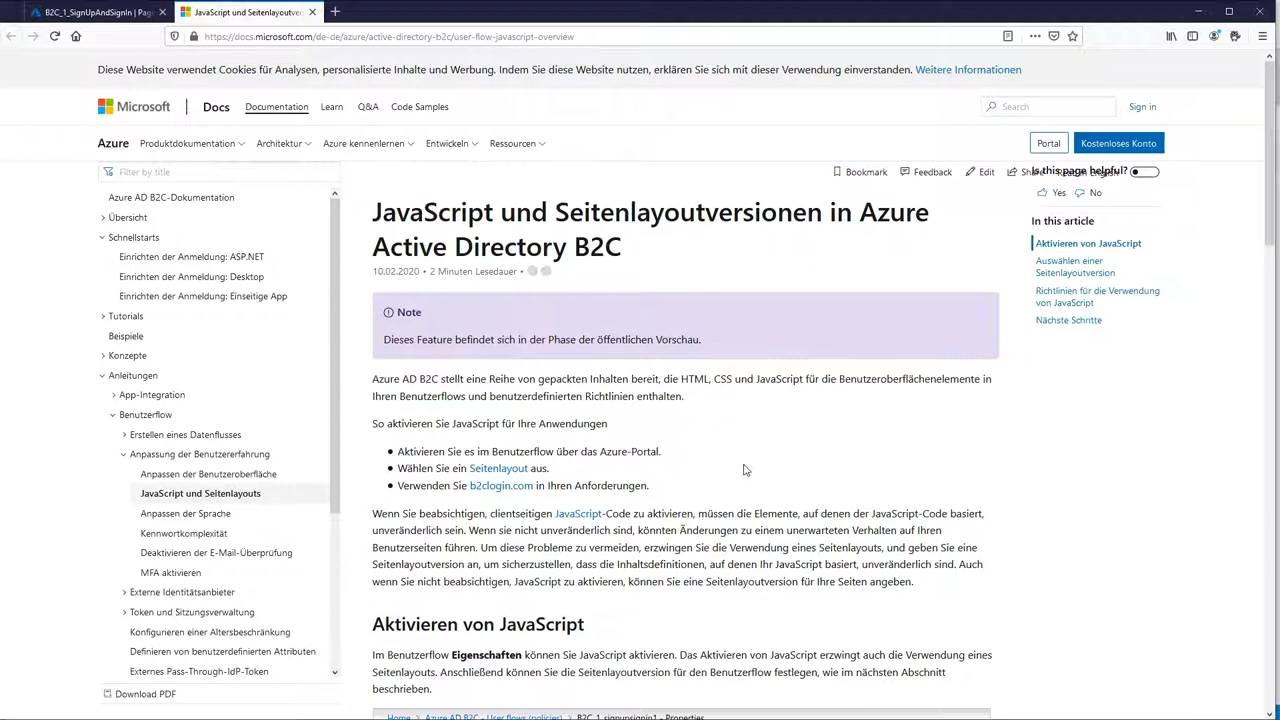 B2C_1_SignUpAndSignIn | Pag
JavaScript und Seitenlayoutver
https://docs.microsoft.com/de-de/azure/active-directory-b2c/user-flow-javascript-overview
Diese Website verwendet Cookies für Analysen, personalisierte Inhalte und Werbung. Indem Sie diese Website nutzen, erklären Sie sich mit dieser Verwendung einverstanden. Weitere Informationen
Microsoft Docs Documentation Learn Q&A Code Samples Search Sign in
Azure Produktdokumentation Architektur Azure kennenlernen Entwickeln Ressourcen Portal Kostenloses Konto
Filter by title
Azure AD B2C-Dokumentation
Übersicht
Schnellstarts
Einrichten der Anmeldung: ASP.NET
Einrichten der Anmeldung: Desktop
Einrichten der Anmeldung: Einseitige App
Tutorials
Beispiele
Konzepte
Anleitungen
App-Integration
Benutzerflow
Erstellen eines Datenflusses
Anpassung der Benutzererfahrung
Anpassen der Benutzeroberfläche
JavaScript und Seitenlayouts
Anpassen der Sprache
Kennwortkomplexität
Deaktivieren der E-Mail-Überprüfung
MFA aktivieren
Externe Identitätsanbieter
Token und Sitzungsverwaltung
Konfigurieren einer Altersbeschränkung
Definieren von benutzerdefinierten Attributen
Externes Pass-Through-IdP-Token
Download PDF
Bookmark Feedback Edit
JavaScript und Seitenlayoutversionen in Azure
Active Directory B2C
10.02.2020 • 2 Minuten Lesedauer •
Note
Dieses Feature befindet sich in der Phase der öffentlichen Vorschau.
Azure AD B2C stellt eine Reihe von gepackten Inhalten bereit, die HTML, CSS und JavaScript für die Benutzeroberflächenelemente in
Ihren Benutzerflows und benutzerdefinierten Richtlinien enthalten.
So aktivieren Sie JavaScript für Ihre Anwendungen
• Aktivieren Sie es im Benutzerflow über das Azure-Portal.
• Wählen Sie ein Seitenlayout aus.
• Verwenden Sie b2clogin.com in Ihren Anforderungen.
Wenn Sie beabsichtigen, clientseitigen JavaScript-Code zu aktivieren, müssen die Elemente, auf denen der JavaScript-Code basiert,
unveränderlich sein. Wenn sie nicht unveränderlich sind, könnten Änderungen zu einem unerwarteten Verhalten auf Ihren
Benutzerseiten führen. Um diese Probleme zu vermeiden, erzwingen Sie die Verwendung eines Seitenlayouts, und geben Sie eine
Seitenlayoutversion an, um sicherzustellen, dass die Inhaltsdefinitionen, auf denen Ihr JavaScript basiert, unveränderlich sind. Auch
wenn Sie nicht beabsichtigen, JavaScript zu aktivieren, können Sie eine Seitenlayoutversion für Ihre Seiten angeben.
Aktivieren von JavaScript
Im Benutzerflow Eigenschaften können Sie JavaScript aktivieren. Das Aktivieren von JavaScript erzwingt auch die Verwendung eines
Seitenlayouts. Anschließend können Sie die Seitenlayoutversion für den Benutzerflow festlegen, wie im nächsten Abschnitt
beschrieben.
Home > Azure AD B2C - User flows (policies) > B2C_1_signupsignin1 - Properties
Is this page helpful?
Yes No
In this article
Aktivieren von JavaScript
Auswählen einer
Seitenlayoutversion
Richtlinien für die Verwendung
von JavaScript
Nächste Schritte